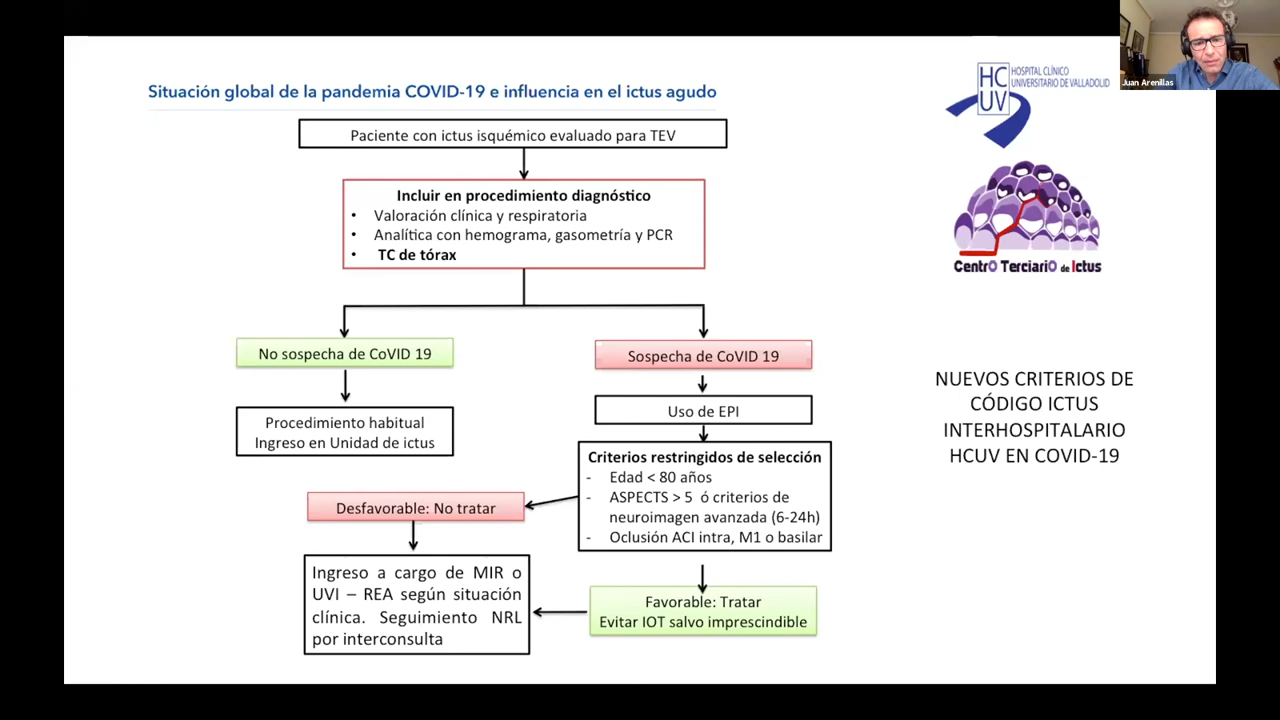 Juan Arenillas
HC
UV
HOSPITAL CLÍNICO
UNIVERSITARIO DE VALLADOLID
Situación global de la pandemia COVID-19 e influencia en el ictus agudo
Paciente con ictus isquémico evaluado para TEV
Incluir en procedimiento diagnóstico
• Valoración clínica y respiratoria
• Analítica con hemograma, gasometría y PCR
• TC de tórax
CentrO TerciariO de Ictus
No sospecha de CoVID 19
Sospecha de CoVID 19
Procedimiento habitual
Ingreso en Unidad de ictus
Uso de EPI
Criterios restringidos de selección
- Edad < 80 años
- ASPECTS > 5 ó criterios de
neuroimagen avanzada (6-24h)
- Oclusión ACI intra, M1 o basilar
Desfavorable: No tratar
Ingreso a cargo de MIR o
UVI – REA según situación
clínica. Seguimiento NRL
por interconsulta
Favorable: Tratar
Evitar IOT salvo imprescindible
NUEVOS CRITERIOS DE
CÓDIGO ICTUS
INTERHOSPITALARIO
HCUV EN COVID-19